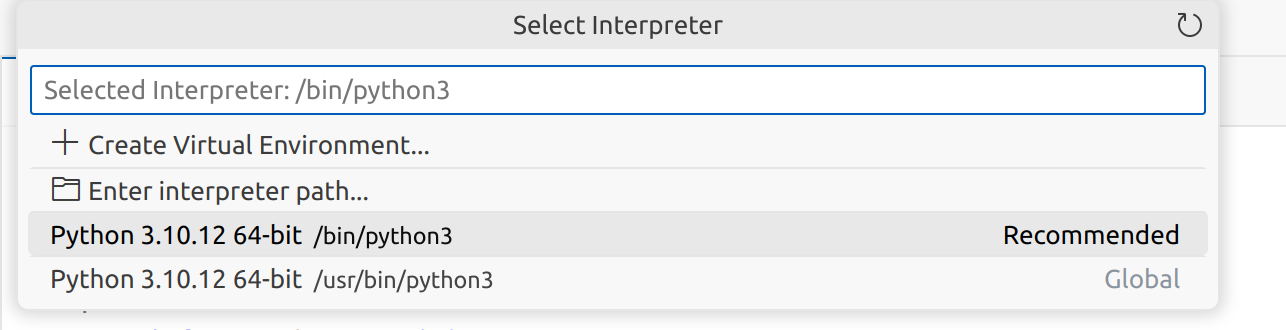 Select Interpreter
Selected Interpreter: /bin/python3
Create Virtual Environment...
Enter interpreter path...
Python 3.10.12 64-bit /bin/python3 Recommended
Python 3.10.12 64-bit /usr/bin/python3 Global